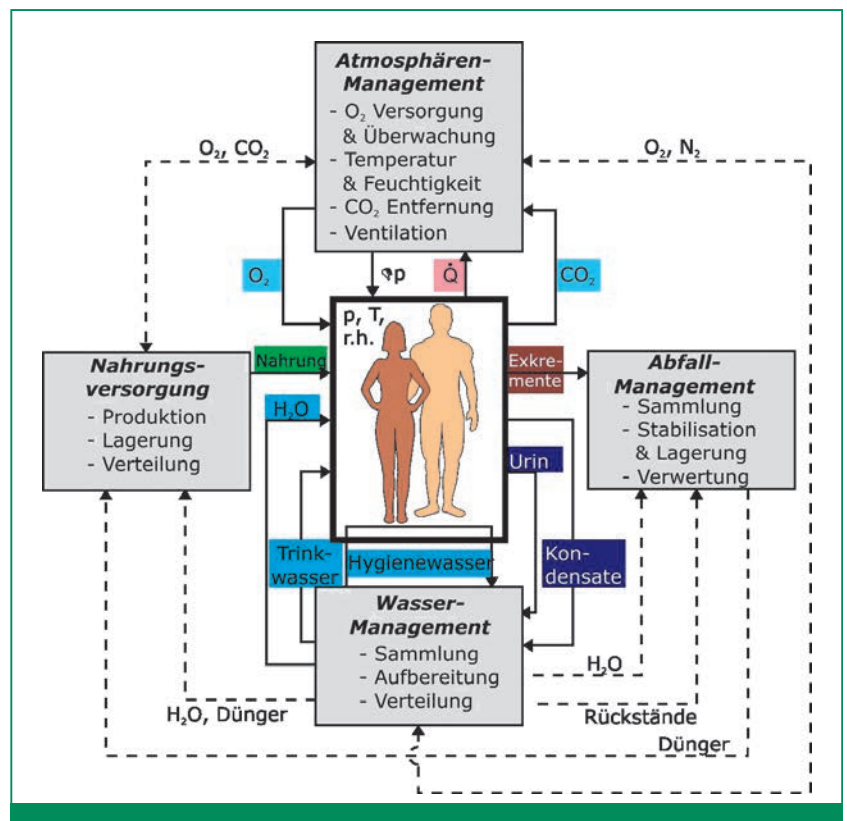 Atmosphären-
Management
- O₂ Versorgung
& Überwachung
- Temperatur
& Feuchtigkeit
- CO₂ Entfernung
- Ventilation
O₂, CO₂
O₂, N₂
O₂
p
Q̇
CO₂
p, T,
r.h.
Nahrungs-
versorgung
- Produktion
- Lagerung
- Verteilung
Nahrung
H₂O
Exkre-
mente
Abfall-
Management
- Sammlung
- Stabilisation
& Lagerung
- Verwertung
Urin
Trink-
wasser
Hygienewasser
Kon-
densate
Wasser-
Management
- Sammlung
- Aufbereitung
- Verteilung
H₂O
H₂O, Dünger
Rückstände
Dünger